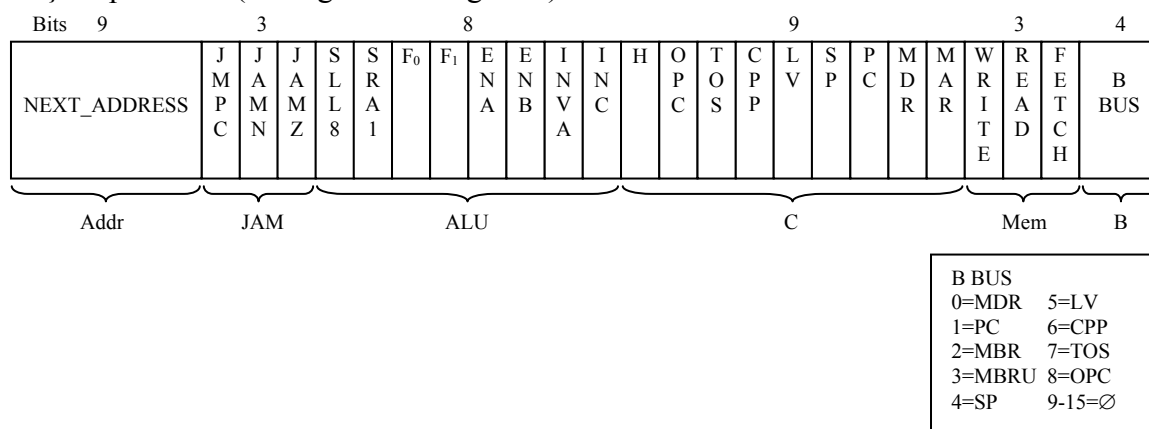 Bits 9 3 8 9 3 4
NEXT_ADDRESS
JMPC
JAMN
JAMZ
SLL8
SRA1
F₀
F₁
ENA
ENB
INVA
INC
H
OPC
TOS
CPP
LV
SP
PC
MDR
MAR
WRITE
READ
FETCH
B
BUS
Addr JAM ALU C Mem B
B BUS
0=MDR 5=LV
1=PC 6=CPP
2=MBR 7=TOS
3=MBRU 8=OPC
4=SP 9-15=∅